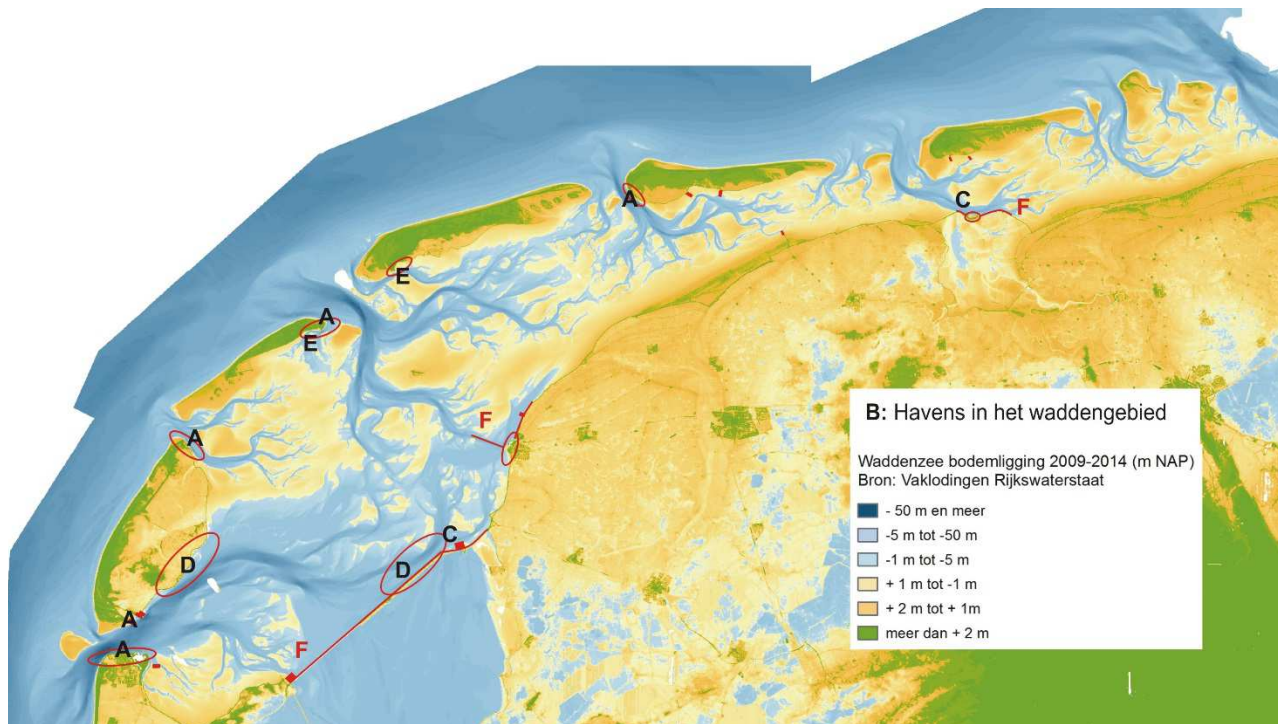 A
C
F
E
A
E
F
A
C
D
D
A
F
A
B: Havens in het waddengebied
Waddenzee bodemligging 2009-2014 (m NAP)
Bron: Vaklodingen Rijkswaterstaat
- 50 m en meer
-5 m tot -50 m
-1 m tot -5 m
+ 1 m tot -1 m
+ 2 m tot + 1m
meer dan + 2 m